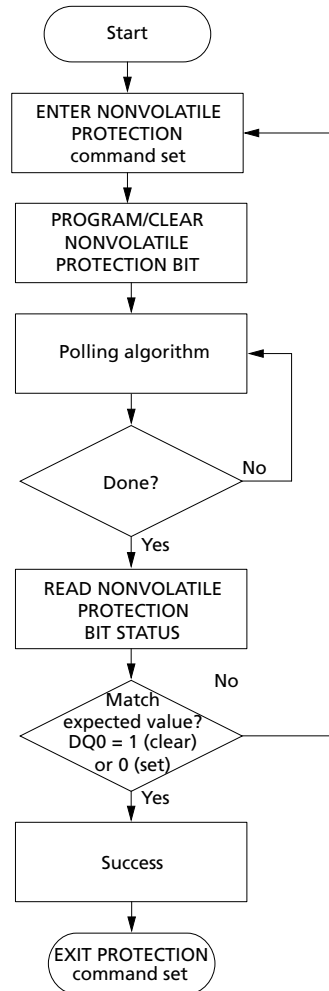 Start
ENTER NONVOLATILE
PROTECTION
command set
PROGRAM/CLEAR
NONVOLATILE
PROTECTION BIT
Polling algorithm
Done?
No
Yes
READ NONVOLATILE
PROTECTION
BIT STATUS
No
Match
expected value?
DQ0 = 1 (clear)
or 0 (set)
Yes
Success
EXIT PROTECTION
command set